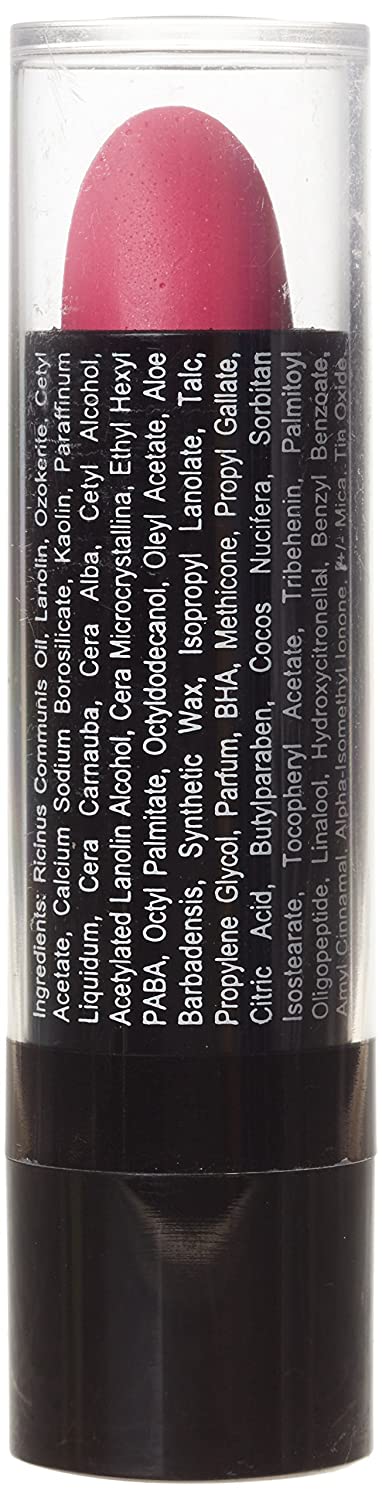 Ingredients: Ricinus Communis Oil, Lanolin, Ozokerite, Cetyl
Acetate, Calcium Sodium Borosilicate, Kaolin, Paraffinum
Liquidum, Cera Carnauba, Cera Alba, Cetyl Alcohol,
Acetylated Lanolin Alcohol, Cera Microcrystallina, Ethyl Hexyl
PABA, Octyl Palmitate, Octyldodecanol, Oleyl Acetate, Aloe
Barbadensis, Synthetic Wax, Isopropyl Lanolate, Talc,
Propylene Glycol, Parfum, BHA, Methicone, Propyl Gallate,
Citric Acid, Butylparaben, Cocos Nucifera, Sorbitan
Isostearate, Tocopheryl Acetate, Tribehenin, Palmitoyl
Oligopeptide, Linalool, Hydroxycitronellal, Benzyl Benzoate,
Amyl Cinnamal, Alpha-Isomethyl Ionone, +/- Mica, Tin Oxide,